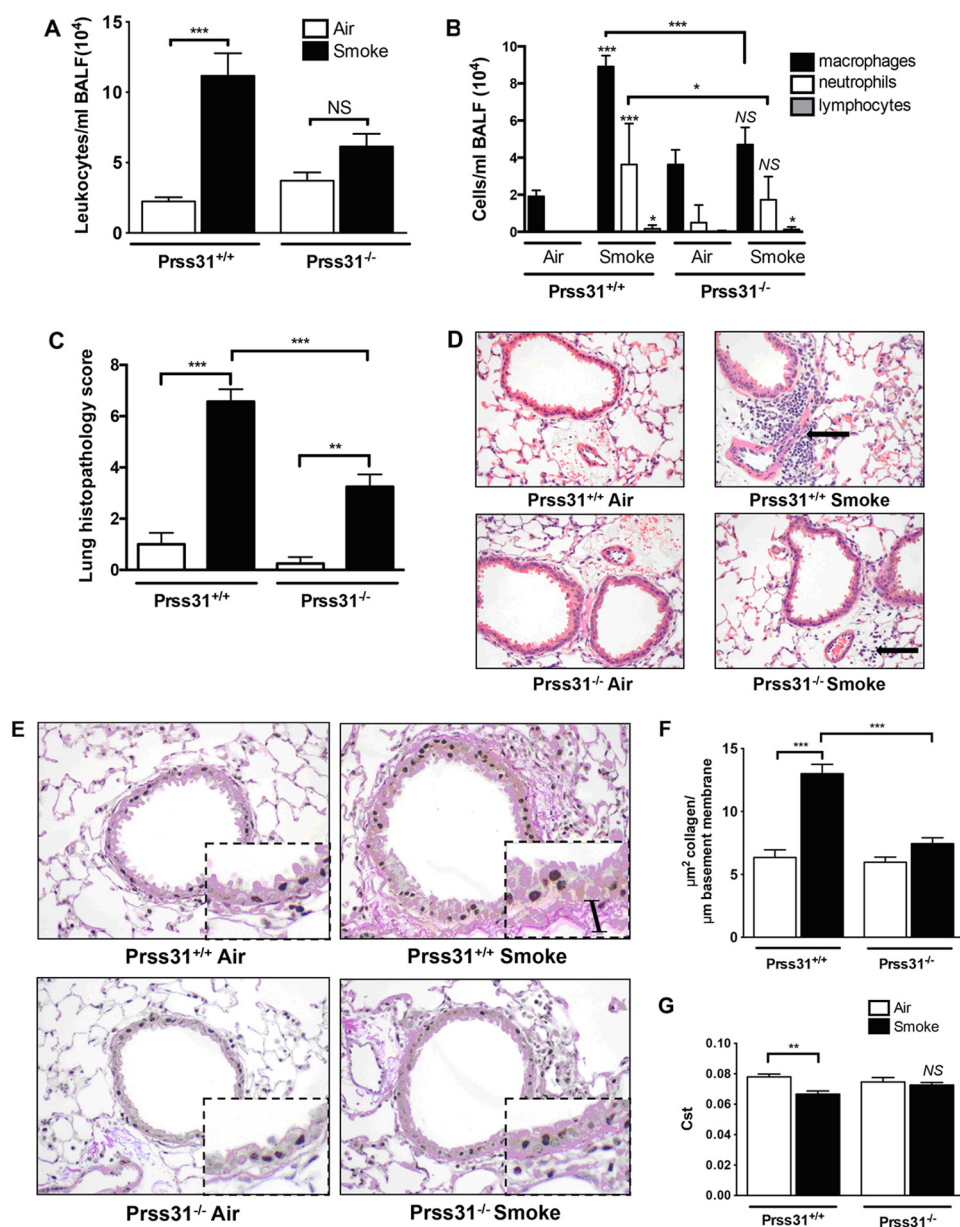 A
Leukocytes/ml BALF(10⁴)
15
10
5
0
***
NS
Air
Smoke
Prss31⁺/⁺
Prss31⁻/⁻
B
Cells/ml BALF (10⁴)
10
8
6
4
2
0
***
*
***
***
*
NS
NS
*
macrophages
neutrophils
lymphocytes
Air Smoke Air Smoke
Prss31⁺/⁺ Prss31⁻/⁻
C
Lung histopathology score
8
6
4
2
0
***
***
**
Prss31⁺/⁺
Prss31⁻/⁻
D
Prss31⁺/⁺ Air
Prss31⁺/⁺ Smoke
Prss31⁻/⁻ Air
Prss31⁻/⁻ Smoke
E
Prss31⁺/⁺ Air
Prss31⁺/⁺ Smoke
Prss31⁻/⁻ Air
Prss31⁻/⁻ Smoke
F
µm² collagen/
µm basement membrane
15
10
5
0
***
***
Prss31⁺/⁺
Prss31⁻/⁻
G
Air
Smoke
Cst
0.10
0.08
0.06
0.04
0.02
0.00
**
NS
Prss31⁺/⁺
Prss31⁻/⁻